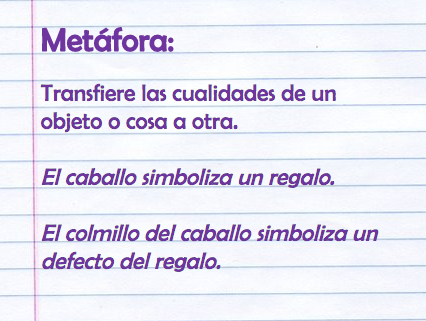 Metáfora:
Transfiere las cualidades de un
objeto o cosa a otra.
El caballo simboliza un regalo.
El colmillo del caballo simboliza un
defecto del regalo.